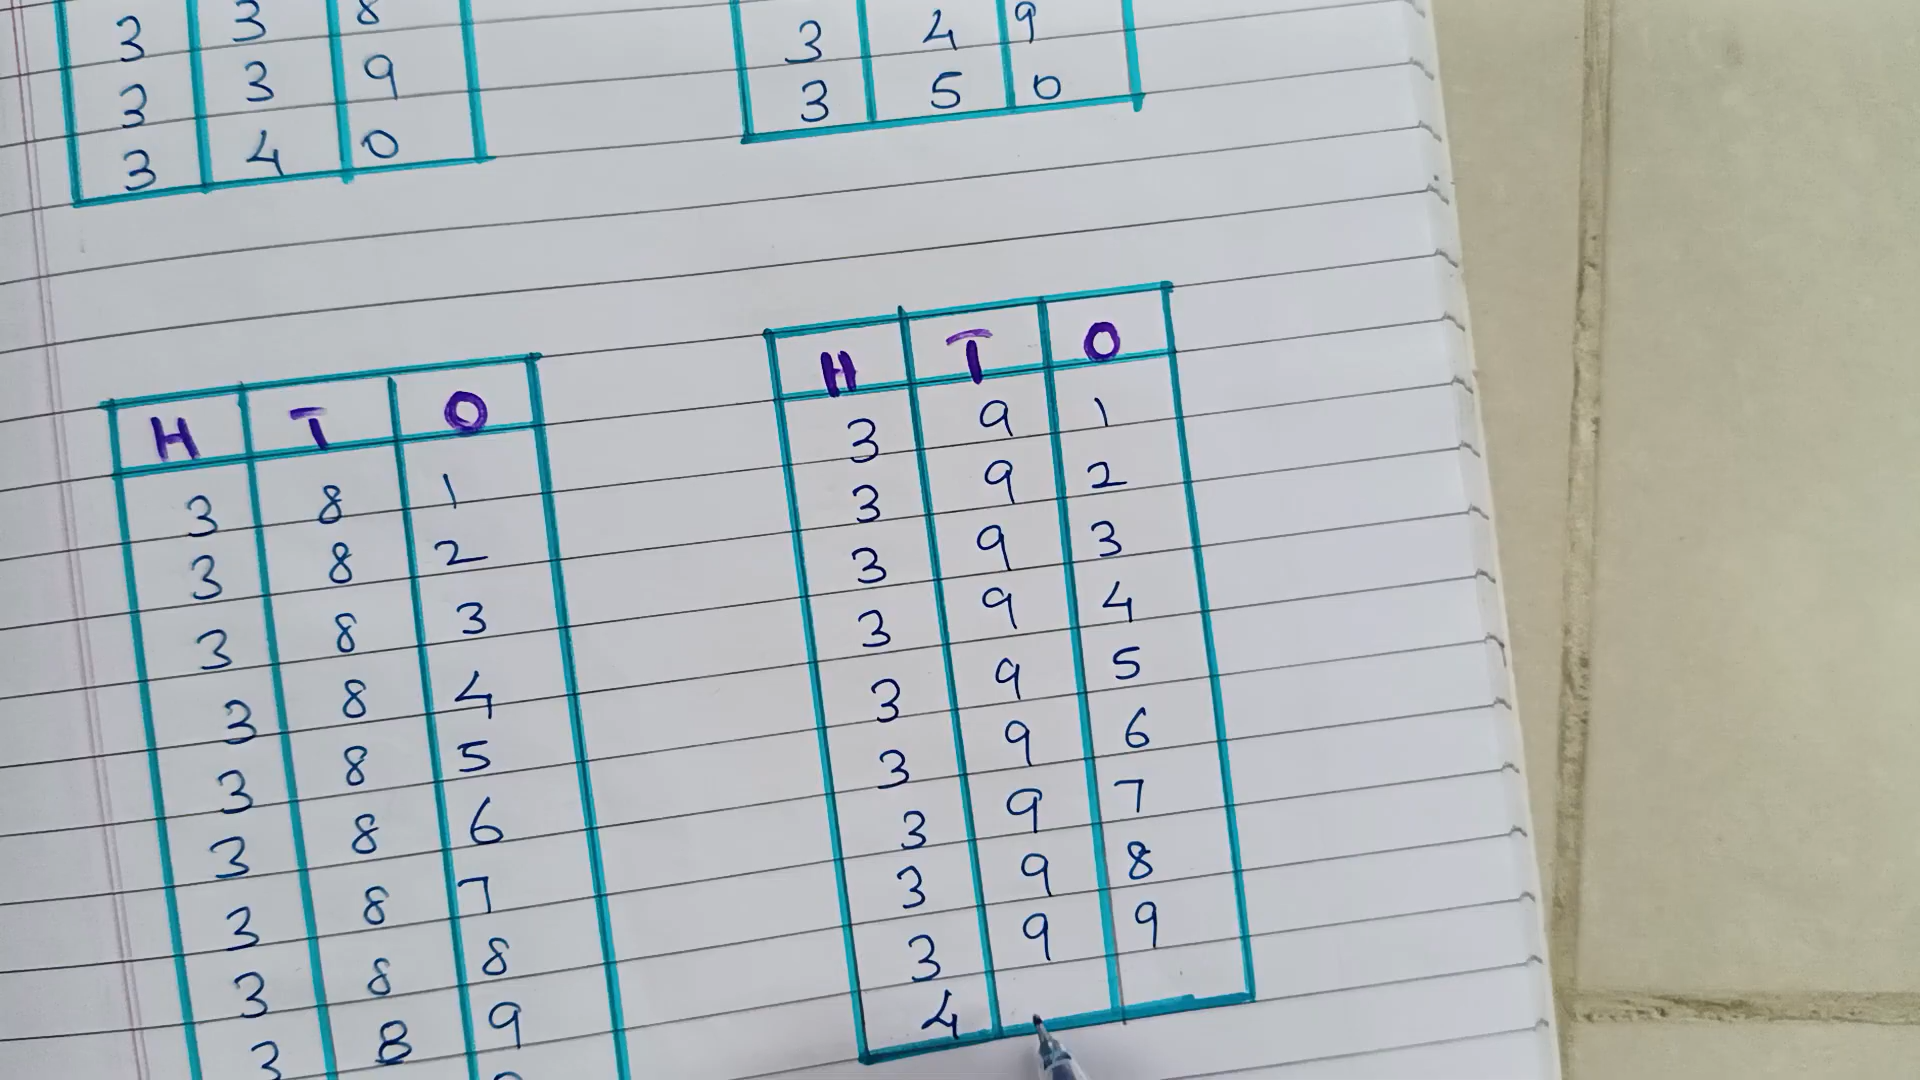 3 3 8
3 3 9
3 4 0
3 4 9
3 5 0
H T O
3 8 1
3 8 2
3 8 3
3 8 4
3 8 5
3 8 6
3 8 7
3 8 8
3 8 9
H T O
3 9 1
3 9 2
3 9 3
3 9 4
3 9 5
3 9 6
3 9 7
3 9 8
3 9 9
4